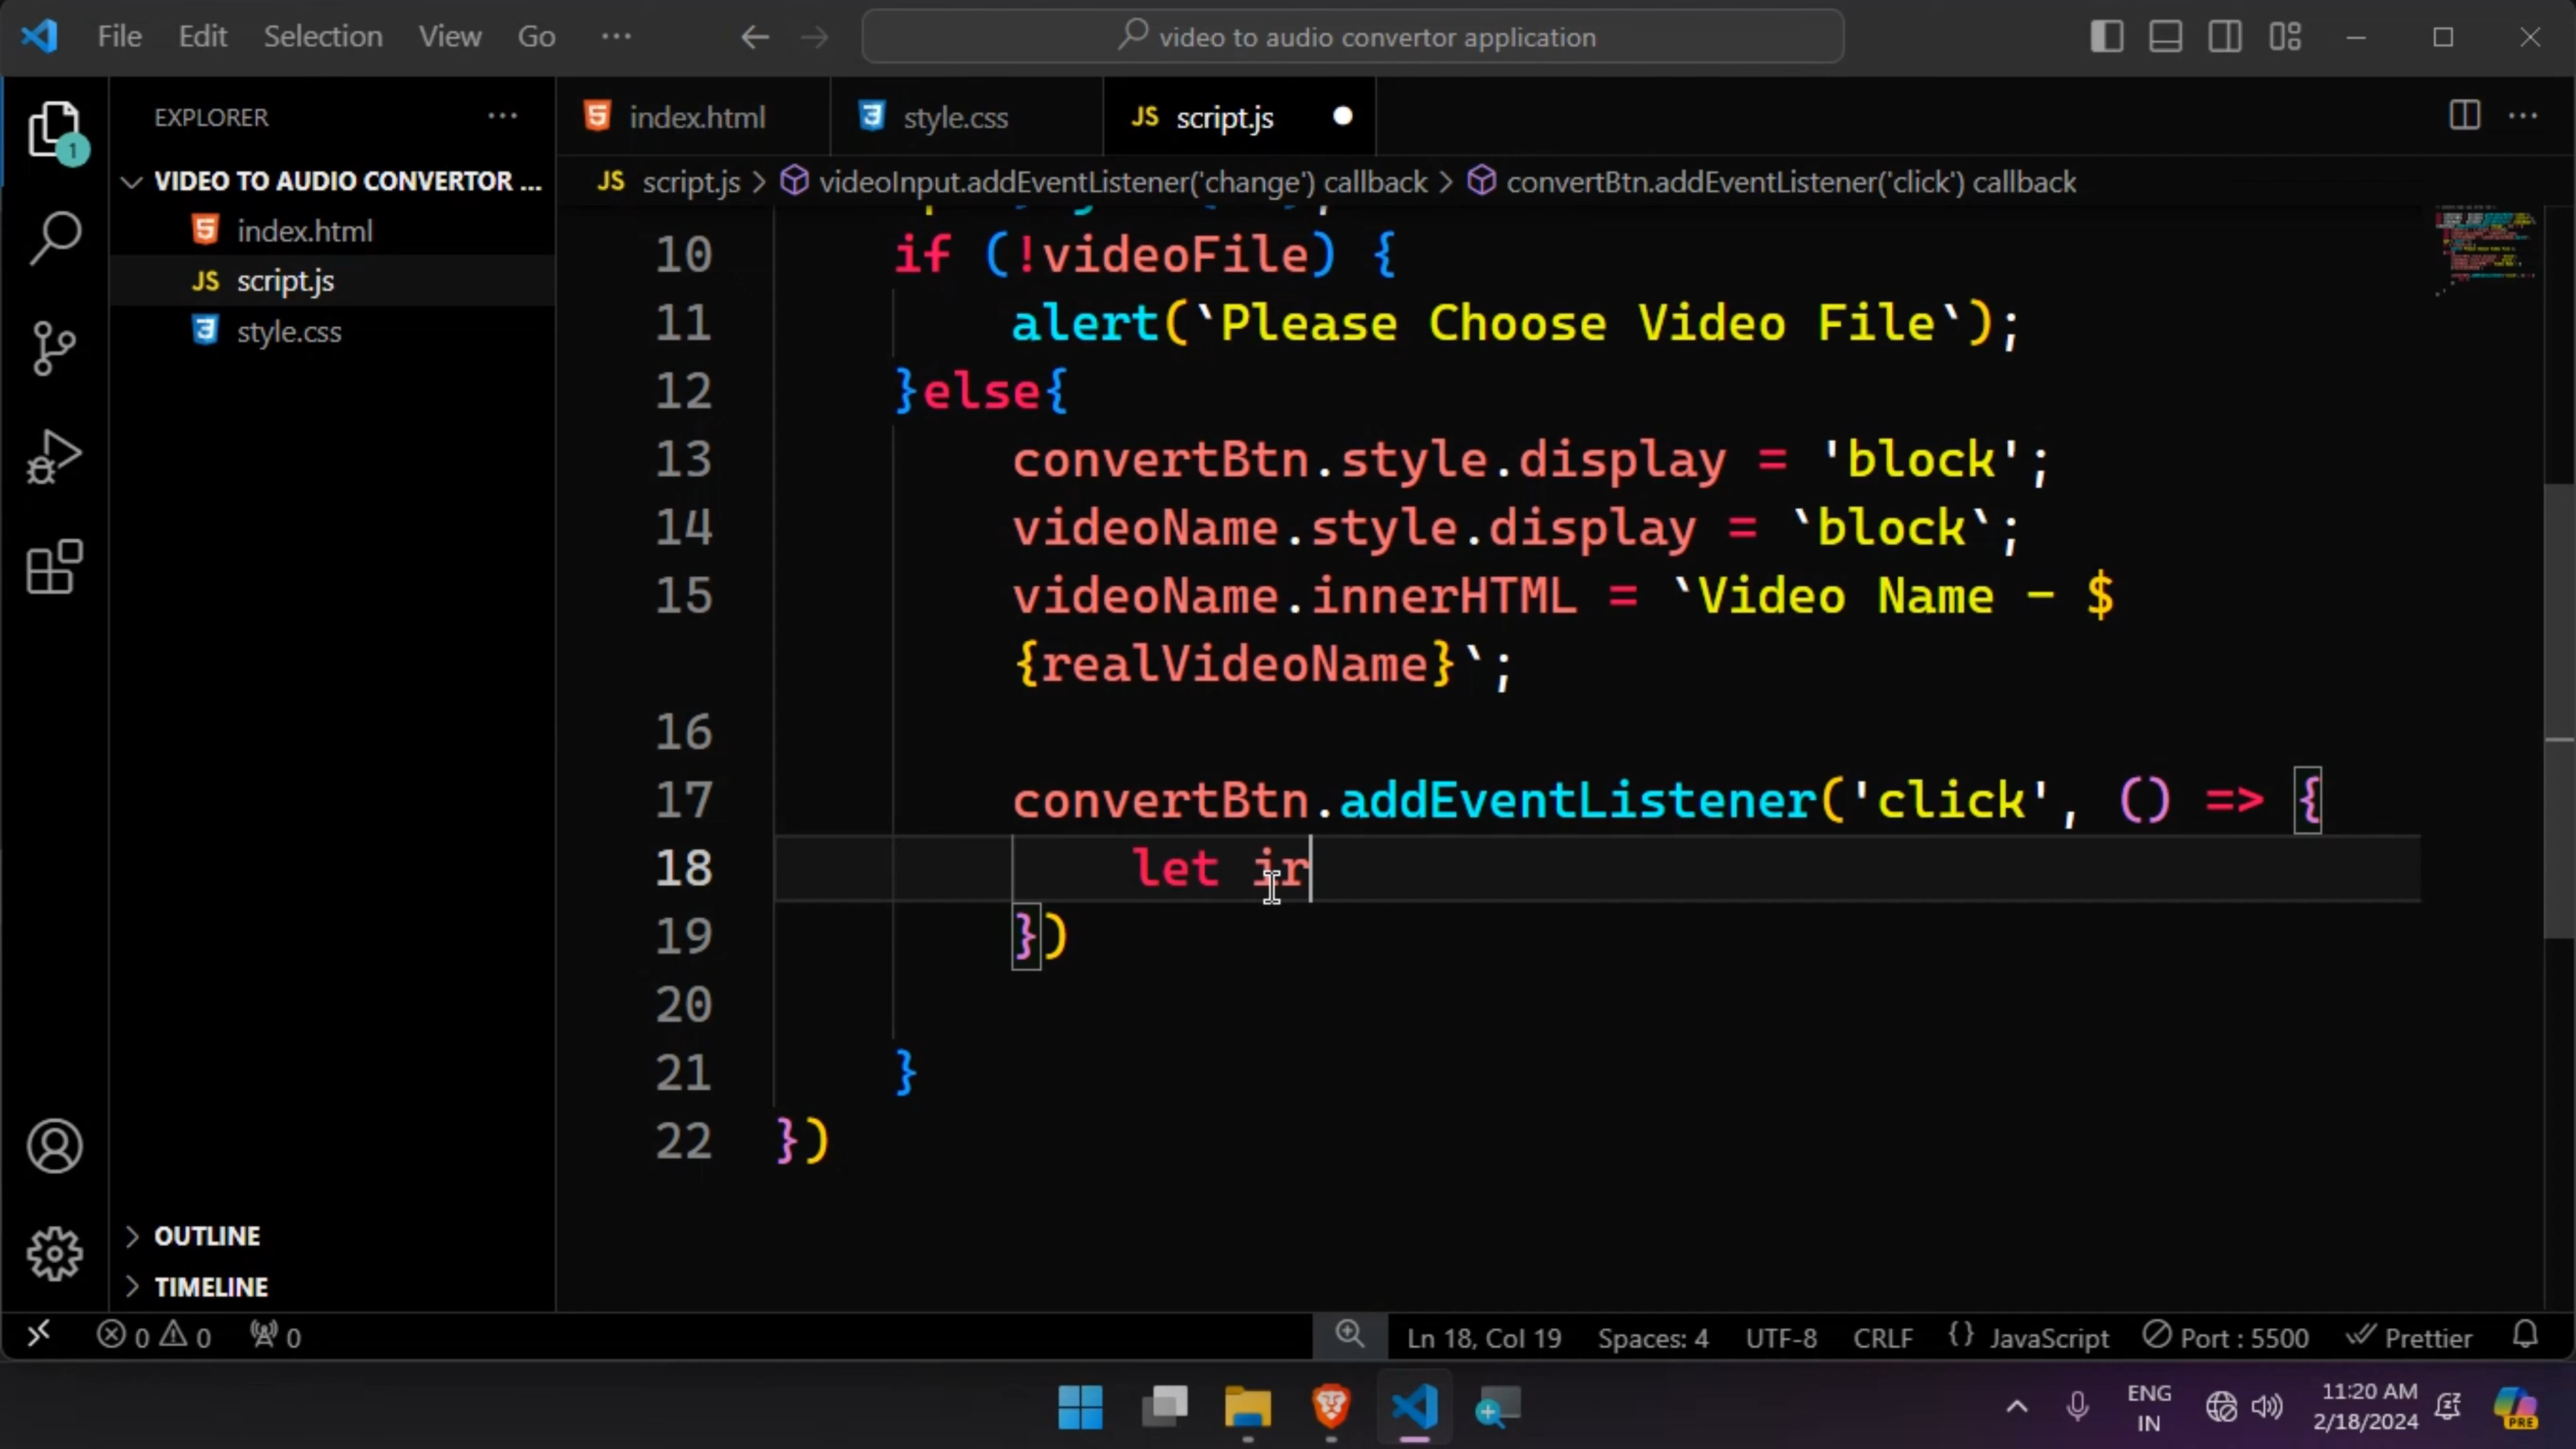 File Edit Selection View Go ...
video to audio convertor application
EXPLORER
index.html
style.css
JS script.js
1
VIDEO TO AUDIO CONVERTOR ...
JS script.js > videoInput.addEventListener('change') callback > convertBtn.addEventListener('click') callback
index.html
JS script.js
style.css
10 if (!videoFile) {
11 alert(`Please Choose Video File`);
12 }else{
13 convertBtn.style.display = 'block';
14 videoName.style.display = `block`;
15 videoName.innerHTML = `Video Name - $
{realVideoName}`;
16
17 convertBtn.addEventListener('click', () => {
18 let ir
19 })
20
21 }
22 })
OUTLINE
TIMELINE
0 0 0 Ln 18, Col 19 Spaces: 4 UTF-8 CRLF {} JavaScript Port : 5500 Prettier
ENG
IN
11:20 AM
2/18/2024
PRE